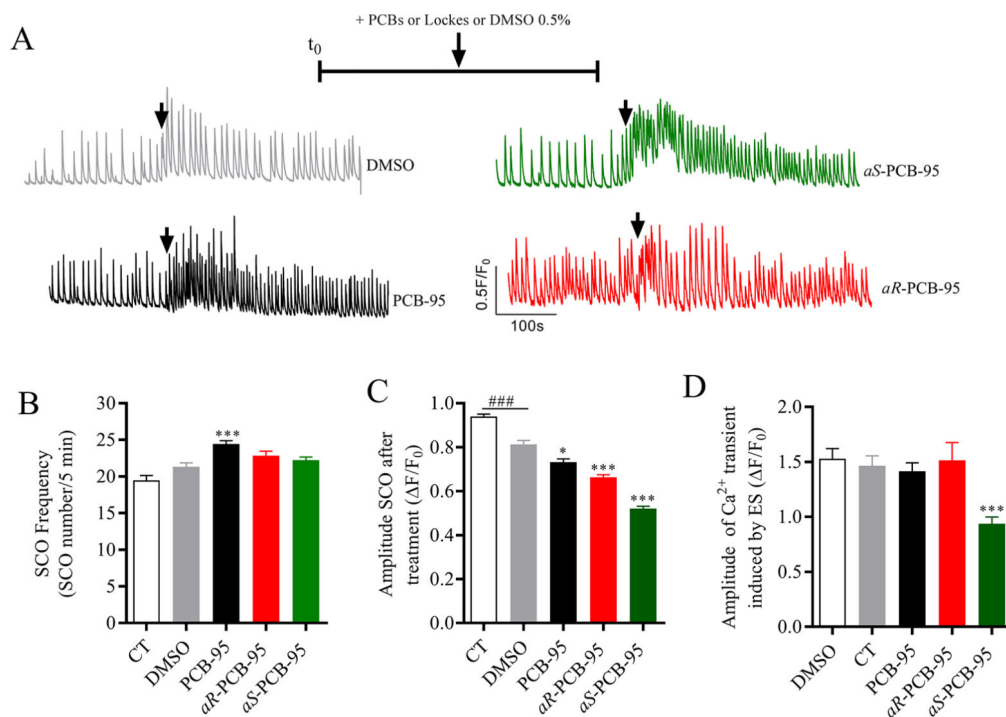 A
+ PCBs or Lockes or DMSO 0.5%
t0
DMSO
aS-PCB-95
PCB-95
0.5F/F0
100s
aR-PCB-95
B
SCO Frequency
(SCO number/5 min)
30
25
20
15
10
5
0
***
CT
DMSO
PCB-95
aR-PCB-95
aS-PCB-95
C
Amplitude SCO after
treatment (ΔF/F0)
1.0
0.8
0.6
0.4
0.2
0.0
###
*
***
***
CT
DMSO
PCB-95
aR-PCB-95
aS-PCB-95
D
Amplitude of Ca2+ transient
induced by ES (ΔF/F0)
2.0
1.5
1.0
0.5
0.0
***
DMSO
CT
PCB-95
aR-PCB-95
aS-PCB-95